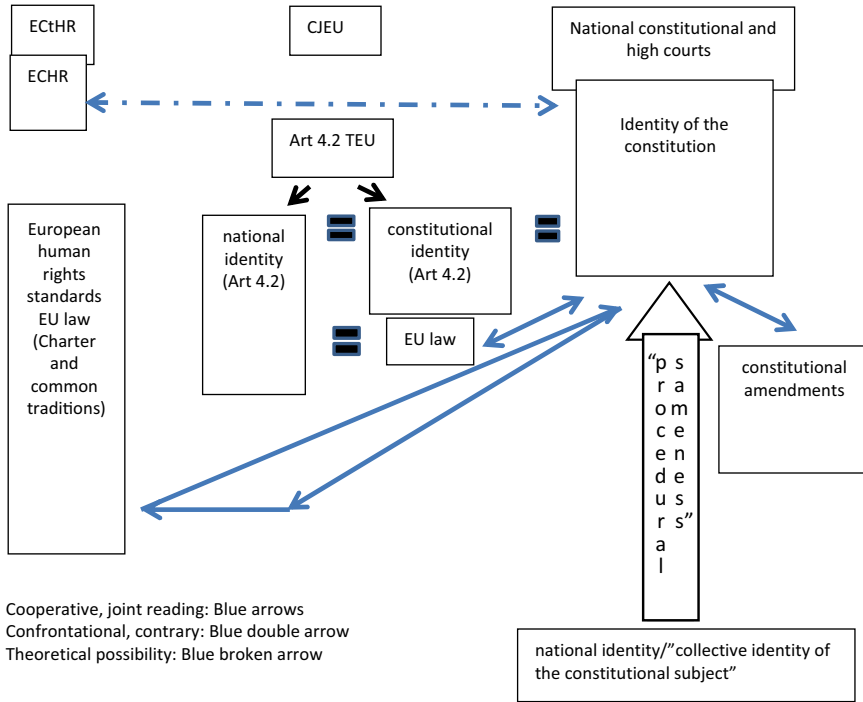 ECtHR
ECHR
CJEU
National constitutional and
high courts
Identity of the
constitution
Art 4.2 TEU
European
human
rights
standards
EU law
(Charter
and
common
traditions)
national
identity
(Art 4.2)
constitutional
identity
(Art 4.2)
EU law
"procedural
sameness"
constitutional
amendments
Cooperative, joint reading: Blue arrows
Confrontational, contrary: Blue double arrow
Theoretical possibility: Blue broken arrow
national identity/"collective identity of
the constitutional subject"